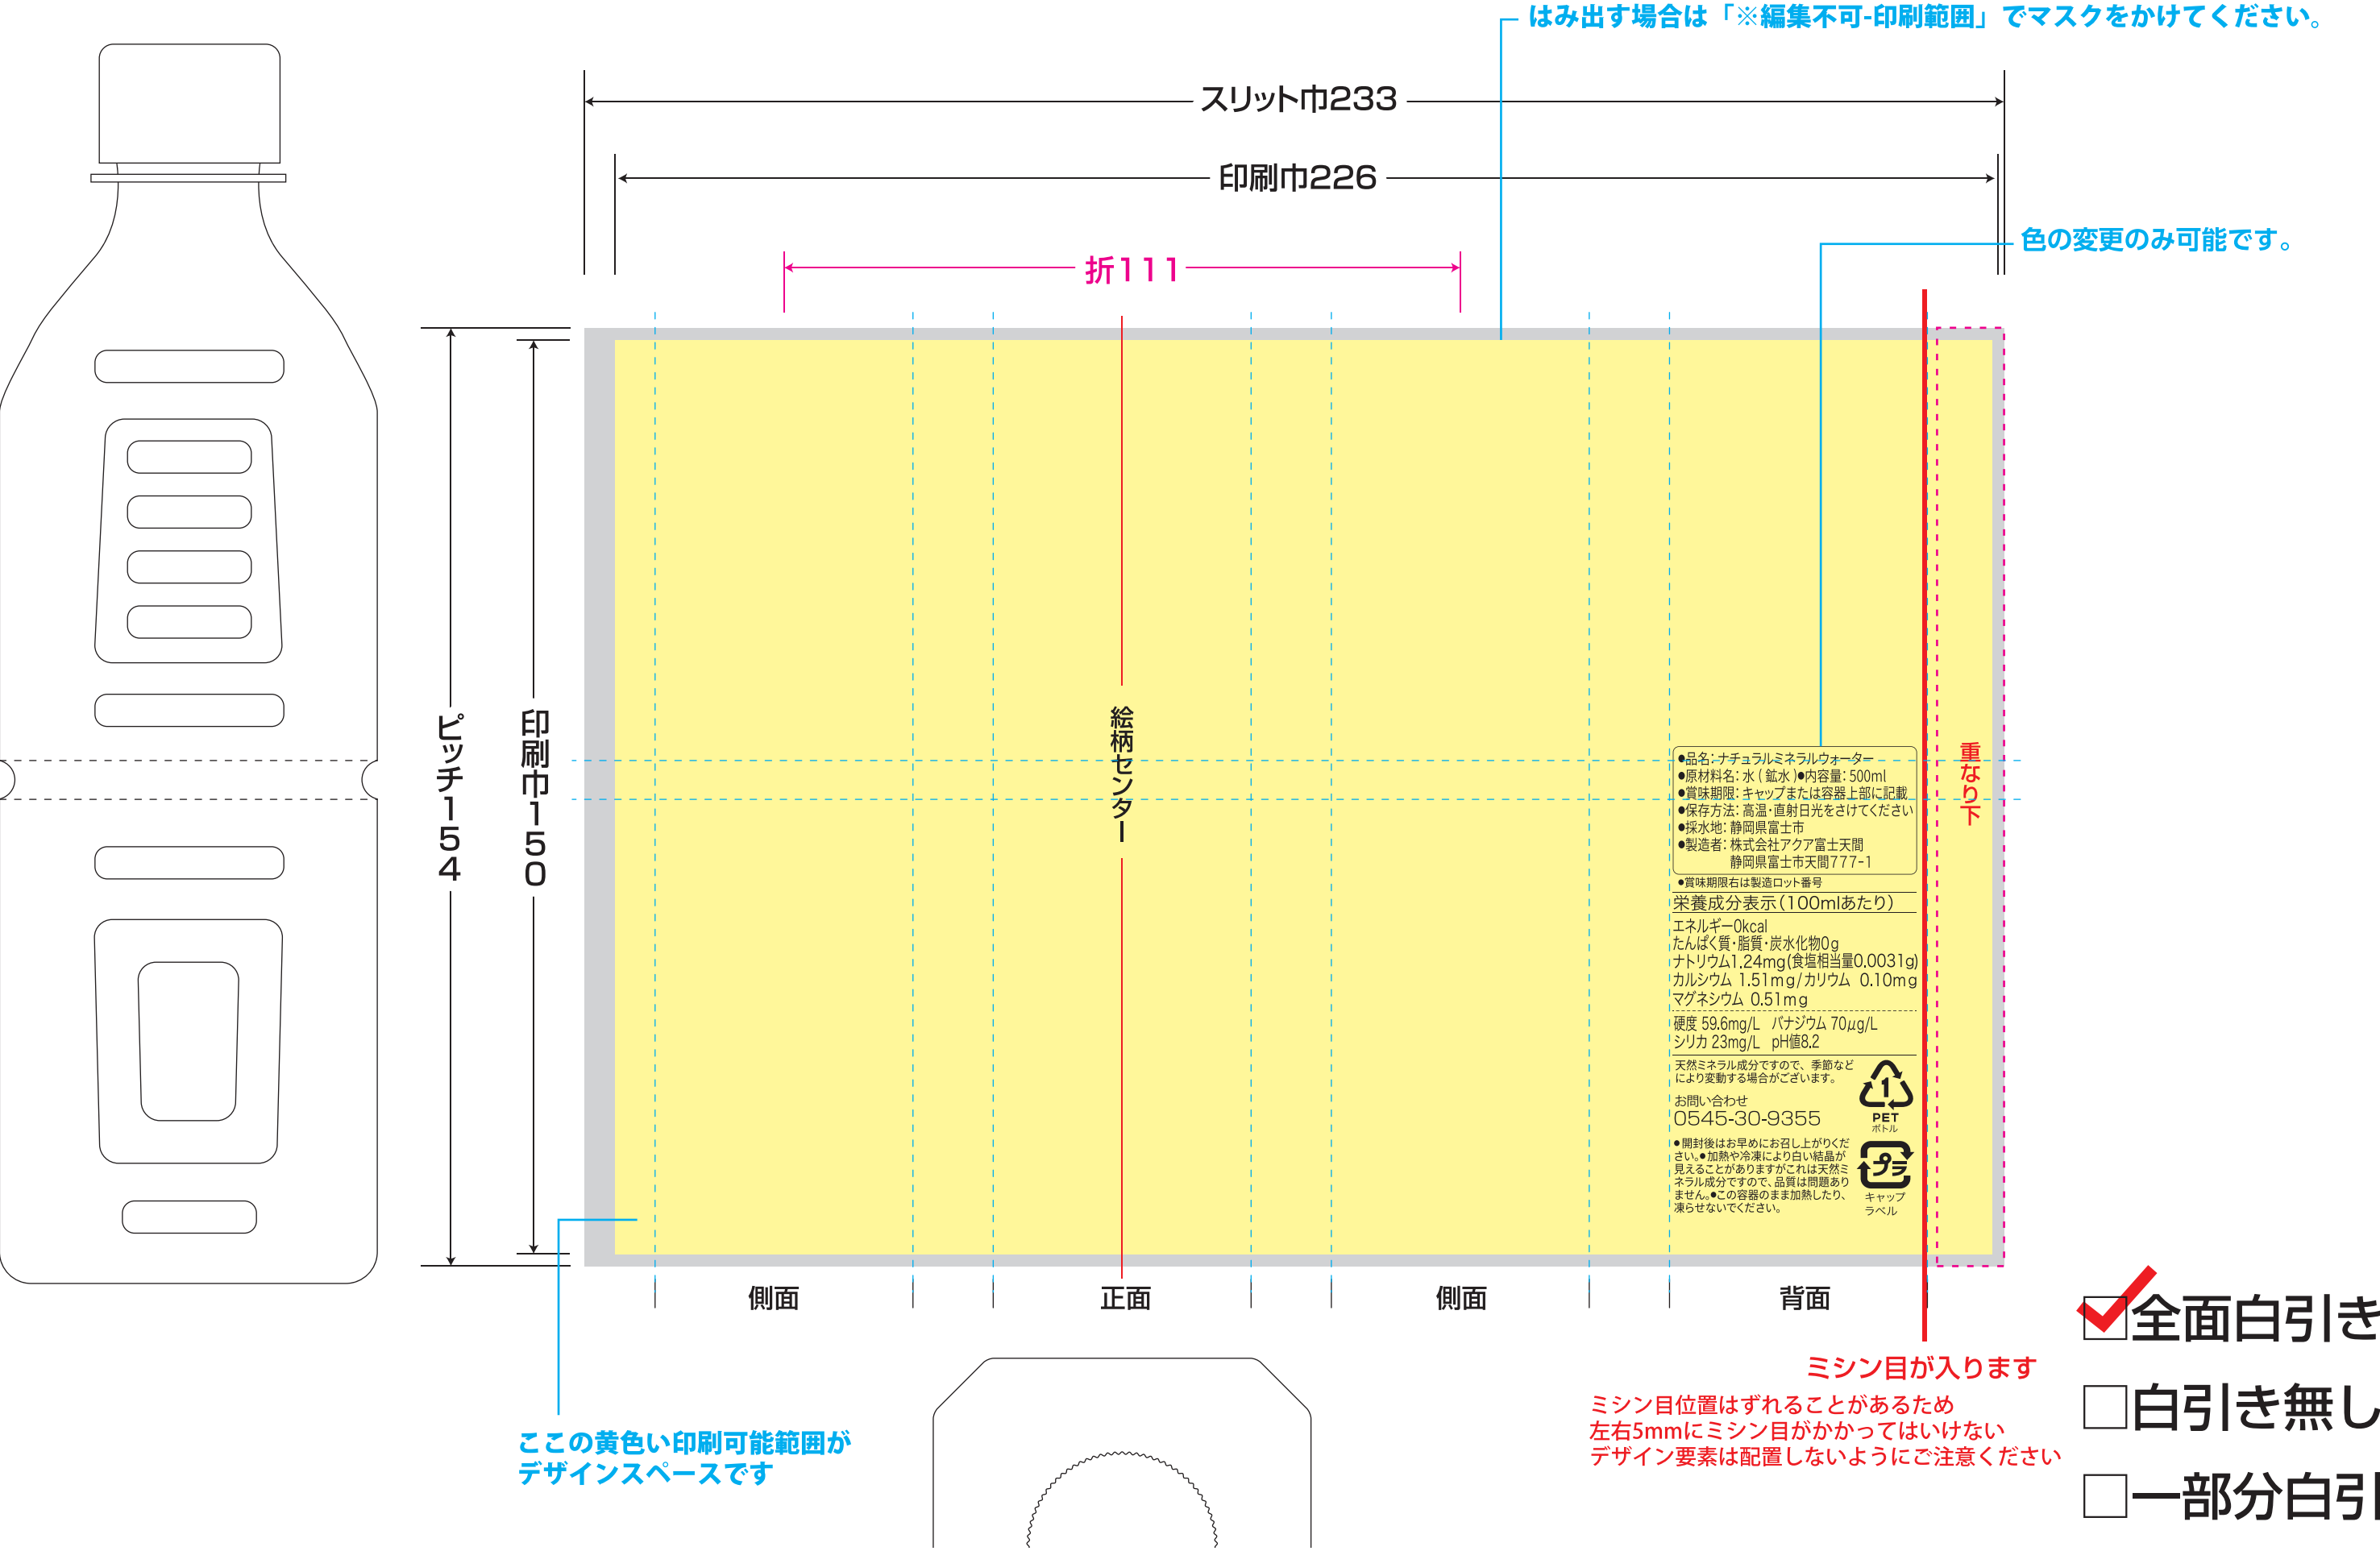 はみ出す場合は「※編集不可-印刷範囲」でマスクをかけてください。
スリット巾233
印刷巾226
色の変更のみ可能です。
折111
ピッチ154
印刷巾150
絵柄センター
重なり下
●品名：ナチュラルミネラルウォーター
●原材料名：水（鉱水）●内容量：500ml
●賞味期限：キャップまたは容器上部に記載
●保存方法：高温・直射日光をさけてください
●採水地：静岡県富士市
●製造者：株式会社アクア富士天間
静岡県富士市天間777-1
●賞味期限右は製造ロット番号
栄養成分表示（100mlあたり）
エネルギー0kcal
たんぱく質・脂質・炭水化物0g
ナトリウム1.24mg(食塩相当量0.0031g)
カルシウム 1.51mg/カリウム 0.10mg
マグネシウム 0.51mg
硬度 59.6mg/L バナジウム 70μg/L
シリカ 23mg/L pH値8.2
天然ミネラル成分ですので、季節など
により変動する場合がございます。
お問い合わせ
0545-30-9355
1
PET
ボトル
●開封後はお早めにお召し上がりくだ
さい。●加熱や冷凍により白い結晶が
見えることがありますがこれは天然ミ
ネラル成分ですので、品質は問題あり
ません。●この容器のまま加熱したり、
凍らせないでください。
プラ
キャップ
ラベル
側面
正面
側面
背面
全面白引き
白引き無し
一部分白引
ミシン目が入ります
ミシン目位置はずれることがあるため
左右5mmにミシン目がかかってはいけない
デザイン要素は配置しないようにご注意ください
ここの黄色い印刷可能範囲が
デザインスペースです